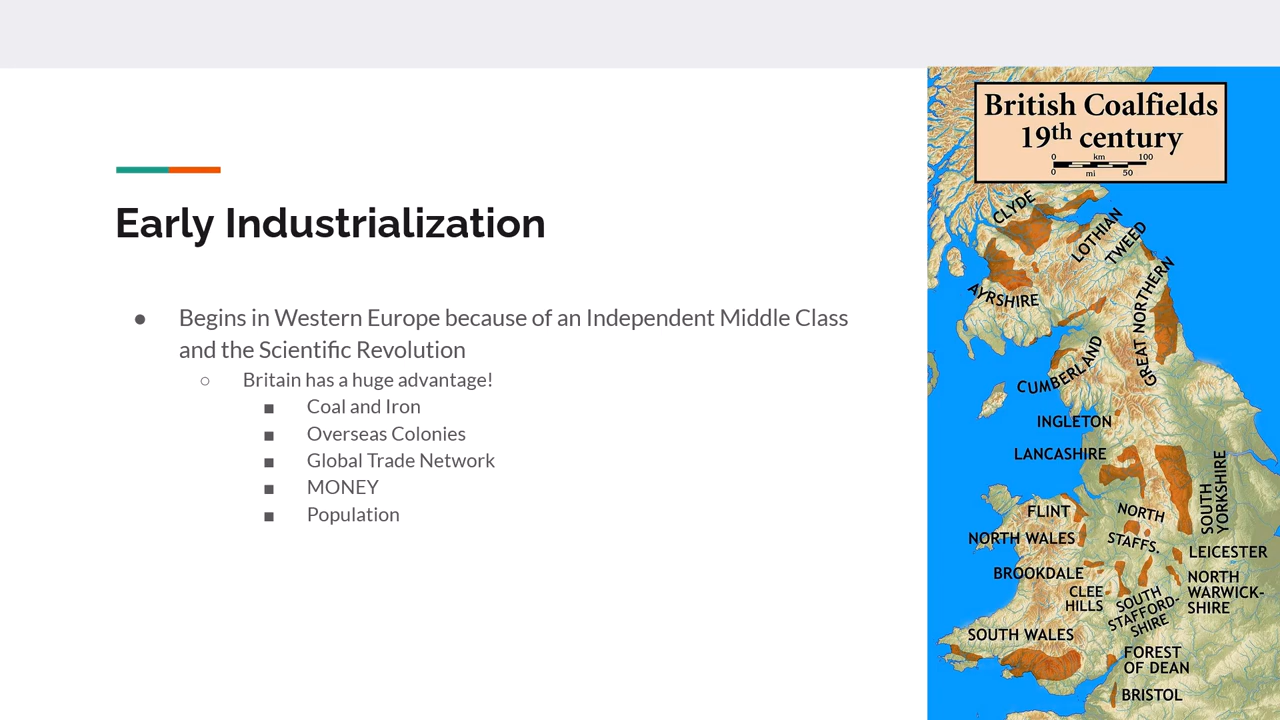 Early Industrialization
● Begins in Western Europe because of an Independent Middle Class
and the Scientific Revolution
○ Britain has a huge advantage!
■ Coal and Iron
■ Overseas Colonies
■ Global Trade Network
■ MONEY
■ Population
British Coalfields
19th century
0 km 100
0 mi 50
CLYDE
LOTHIAN
TWEED
AYRSHIRE
GREAT NORTHERN
CUMBERLAND
INGLETON
LANCASHIRE
SOUTH
YORKSHIRE
FLINT
NORTH
STAFFS.
NORTH WALES
LEICESTER
BROOKDALE
NORTH
WARWICK-
SHIRE
CLEE
HILLS
SOUTH
STAFFORD-
SHIRE
SOUTH WALES
FOREST
OF DEAN
BRISTOL